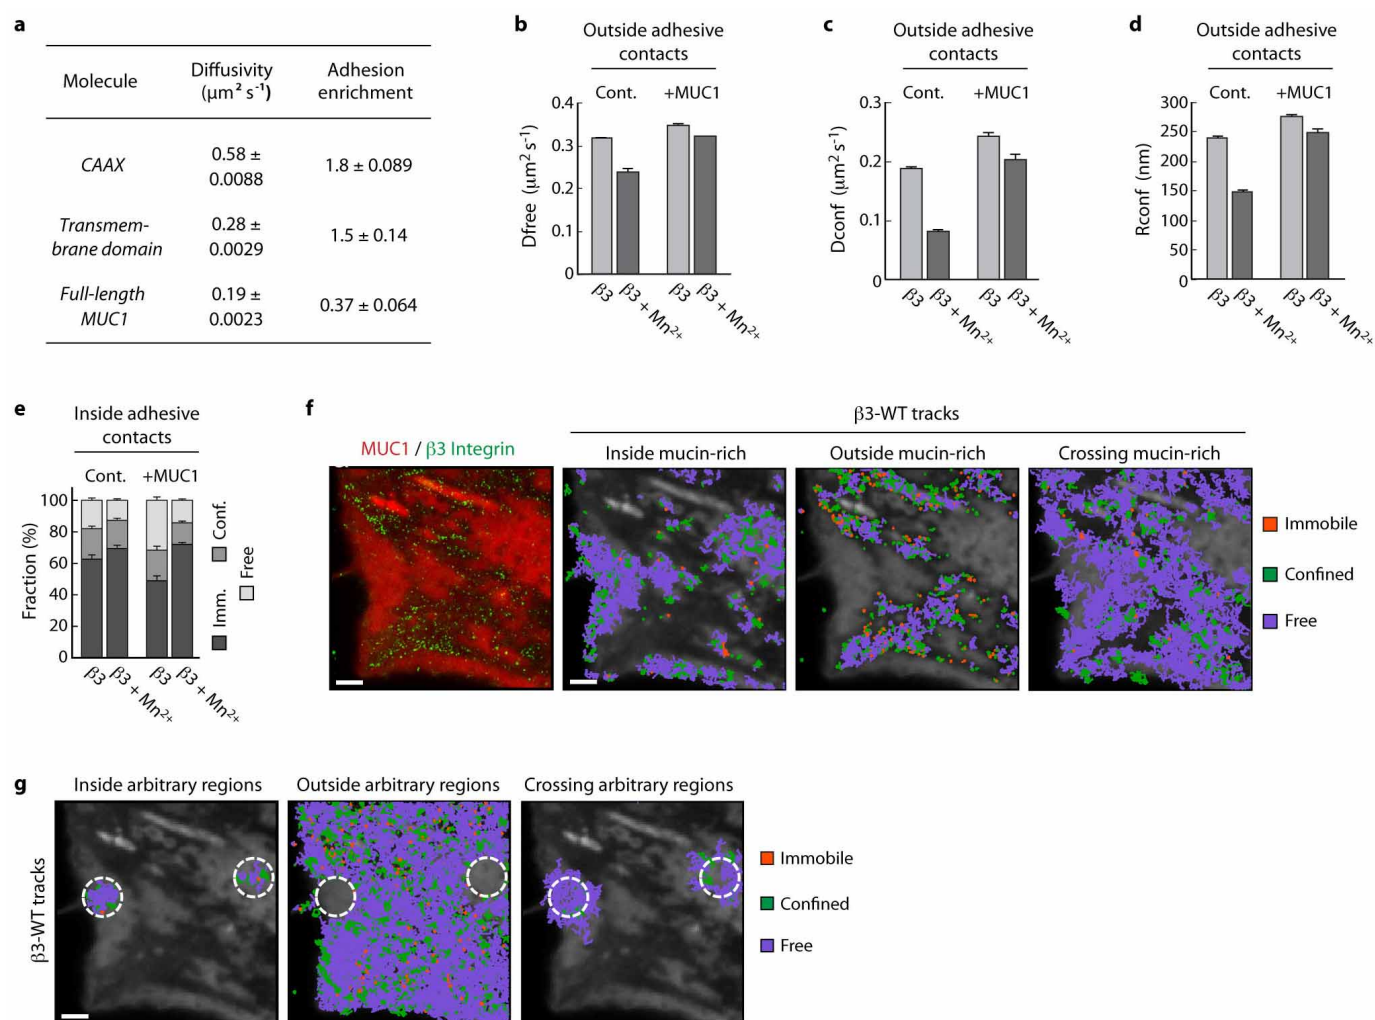 a
Molecule
Diffusivity
(μm² s⁻¹)
Adhesion
enrichment
CAAX
0.58 ±
0.0088
1.8 ± 0.089
Transmem-
brane domain
0.28 ±
0.0029
1.5 ± 0.14
Full-length
MUC1
0.19 ±
0.0023
0.37 ± 0.064
b
Outside adhesive
contacts
Cont.
+MUC1
Dfree (μm² s⁻¹)
0.4
0.3
0.2
0.1
0
β3
β3 + Mn²⁺
β3
β3 + Mn²⁺
c
Outside adhesive
contacts
Cont.
+MUC1
Dconf (μm² s⁻¹)
0.3
0.2
0.1
0
β3
β3 + Mn²⁺
β3
β3 + Mn²⁺
d
Outside adhesive
contacts
Cont.
+MUC1
Rconf (nm)
300
250
200
150
100
50
0
β3
β3 + Mn²⁺
β3
β3 + Mn²⁺
e
Inside adhesive
contacts
Cont.
+MUC1
Fraction (%)
100
80
60
40
20
0
β3
β3 + Mn²⁺
β3
β3 + Mn²⁺
Imm.
Conf.
Free
f
MUC1 / β3 Integrin
β3-WT tracks
Inside mucin-rich
Outside mucin-rich
Crossing mucin-rich
Immobile
Confined
Free
g
β3-WT tracks
Inside arbitrary regions
Outside arbitrary regions
Crossing arbitrary regions
Immobile
Confined
Free